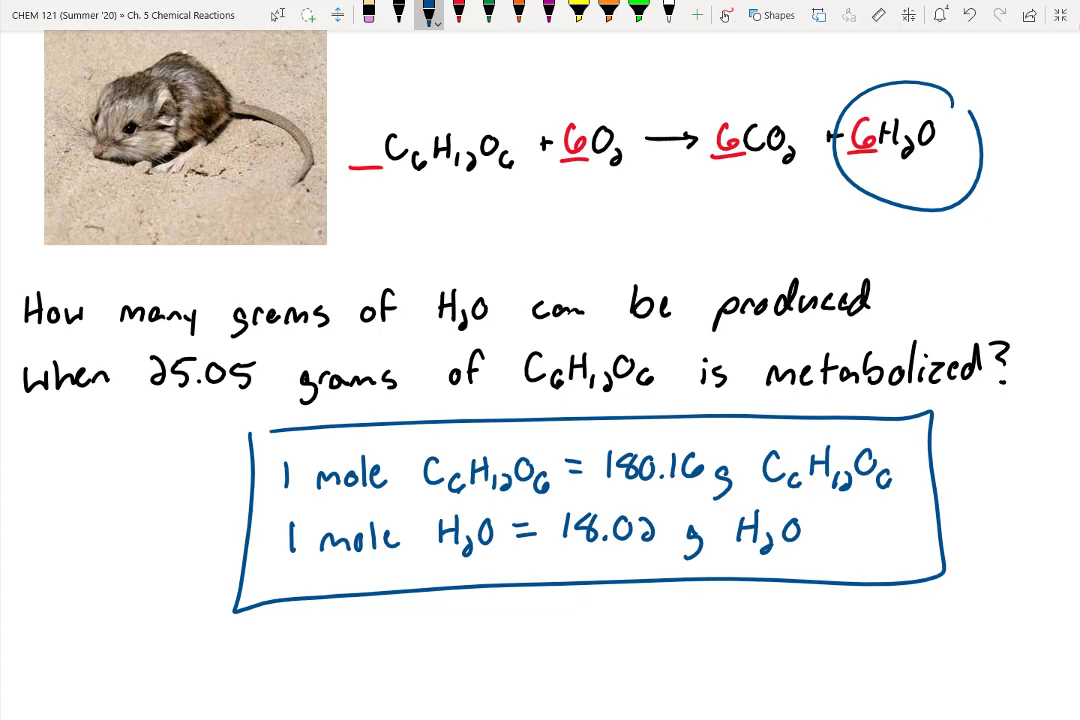 CHEM 121 (Summer '20) » Ch. 5 Chemical Reactions
Shapes
4
_C₆H₁₂O₆ + 6O₂ → 6CO₂ + 6H₂O
How many grams of H₂O can be produced
when 25.05 grams of C₆H₁₂O₆ is metabolized?
1 mole C₆H₁₂O₆ = 180.16 g C₆H₁₂O₆
1 mole H₂O = 18.02 g H₂O